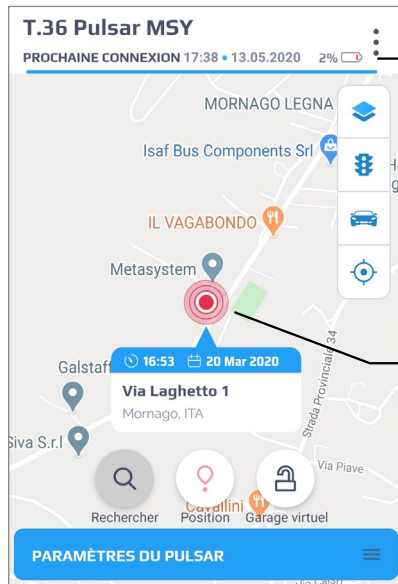 T.36 Pulsar MSY
PROCHAINE CONNEXION 17:38 • 13.05.2020 2%
MORNAGO LEGNA
Isaf Bus Components Srl
IL VAGABONDO
Metasystem
16:53 20 Mar 2020
Galstaff
Via Laghetto 1
Mornago, ITA
Strada Provinciale 34
Siva S.r.l
Via Piave
Cavallini
Rechercher Position Garage virtuel
PARAMÈTRES DU PULSAR